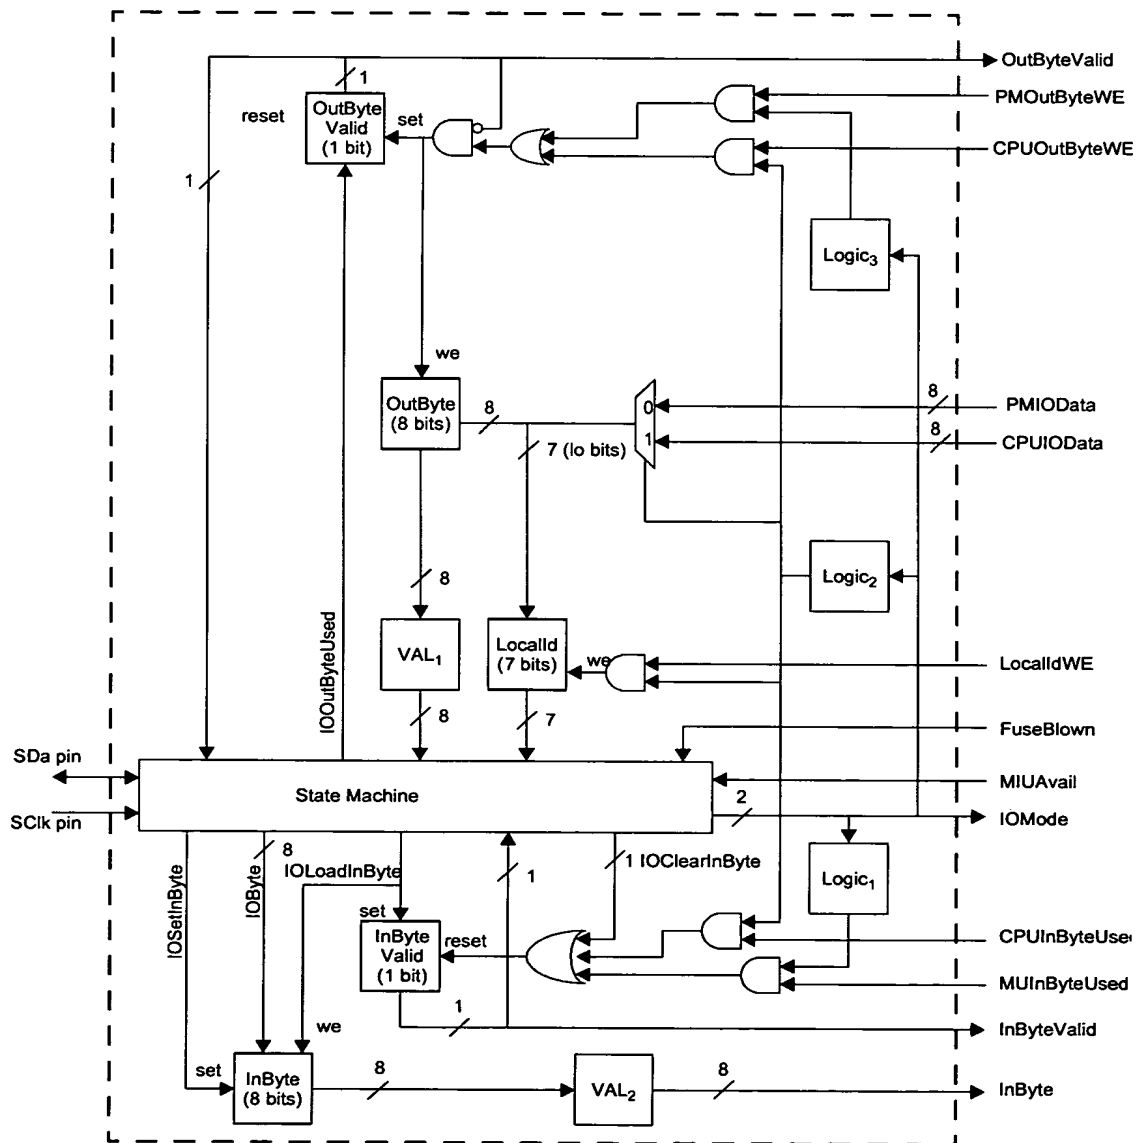 OutByteValid
1
PMOutByteWE
reset
OutByte
Valid
(1 bit)
set
CPUOutByteWE
1
Logic3
we
OutByte
(8 bits)
8
0
8
PMIOData
1
8
CPUIOData
7 (lo bits)
Logic2
8
IOOutByteUsed
VAL1
LocalId
(7 bits)
we
LocalIdWE
8
7
FuseBlown
SDa pin
MIUAvail
State Machine
2
SClk pin
IOMode
8
IOLoadInByte
1
1 IOClearInByte
Logic1
IOSetInByte
IOByte
set
InByte
Valid
(1 bit)
reset
CPUInByteUse
MUInByteUsed
1
we
InByteValid
set
InByte
(8 bits)
8
VAL2
8
InByte